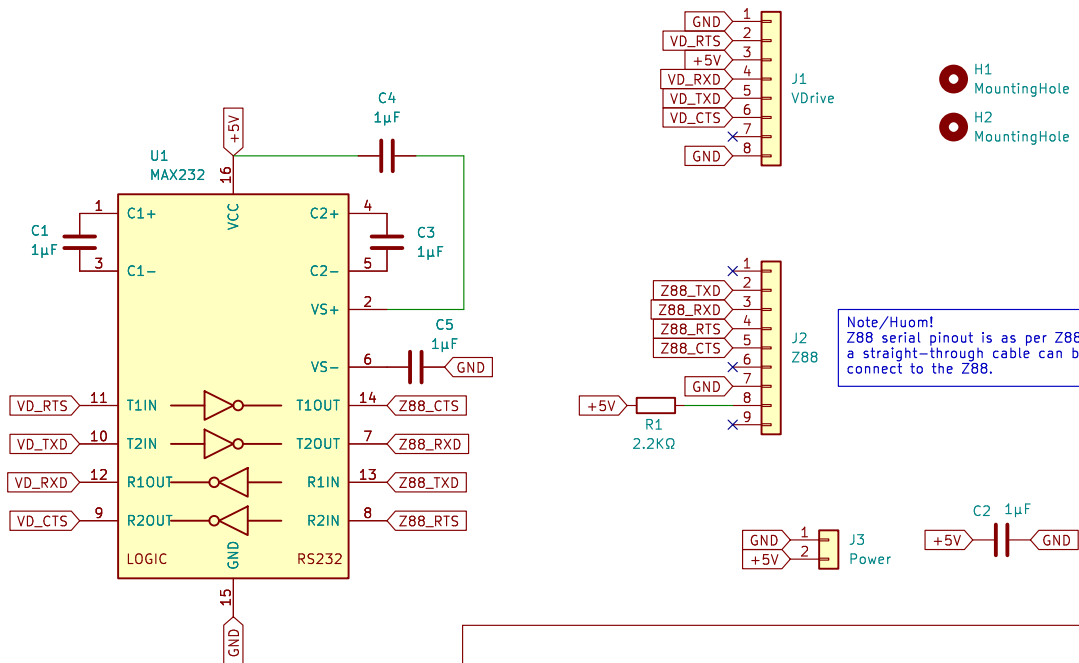 C4
1µF
+5V
U1
MAX232
16
VCC
1
C1+
3
C1-
C1
1µF
4
C2+
5
C2-
C3
1µF
2
VS+
6
VS-
C5
1µF
GND
VD_RTS
11
T1IN
T1OUT
14
Z88_CTS
VD_TXD
10
T2IN
T2OUT
7
Z88_RXD
VD_RXD
12
R1OUT
R1IN
13
Z88_TXD
VD_CTS
9
R2OUT
R2IN
8
Z88_RTS
LOGIC
GND
RS232
15
GND
GND
1
VD_RTS
2
+5V
3
VD_RXD
4
VD_TXD
5
VD_CTS
6
7
GND
8
J1
VDrive
H1
MountingHole
H2
MountingHole
1
Z88_TXD
2
Z88_RXD
3
Z88_RTS
4
Z88_CTS
5
6
GND
7
+5V
8
9
R1
2.2KΩ
J2
Z88
Note/Huom!
Z88 serial pinout is as per Z88
a straight-through cable can b
connect to the Z88.
GND
1
+5V
2
J3
Power
C2
1µF
+5V
GND